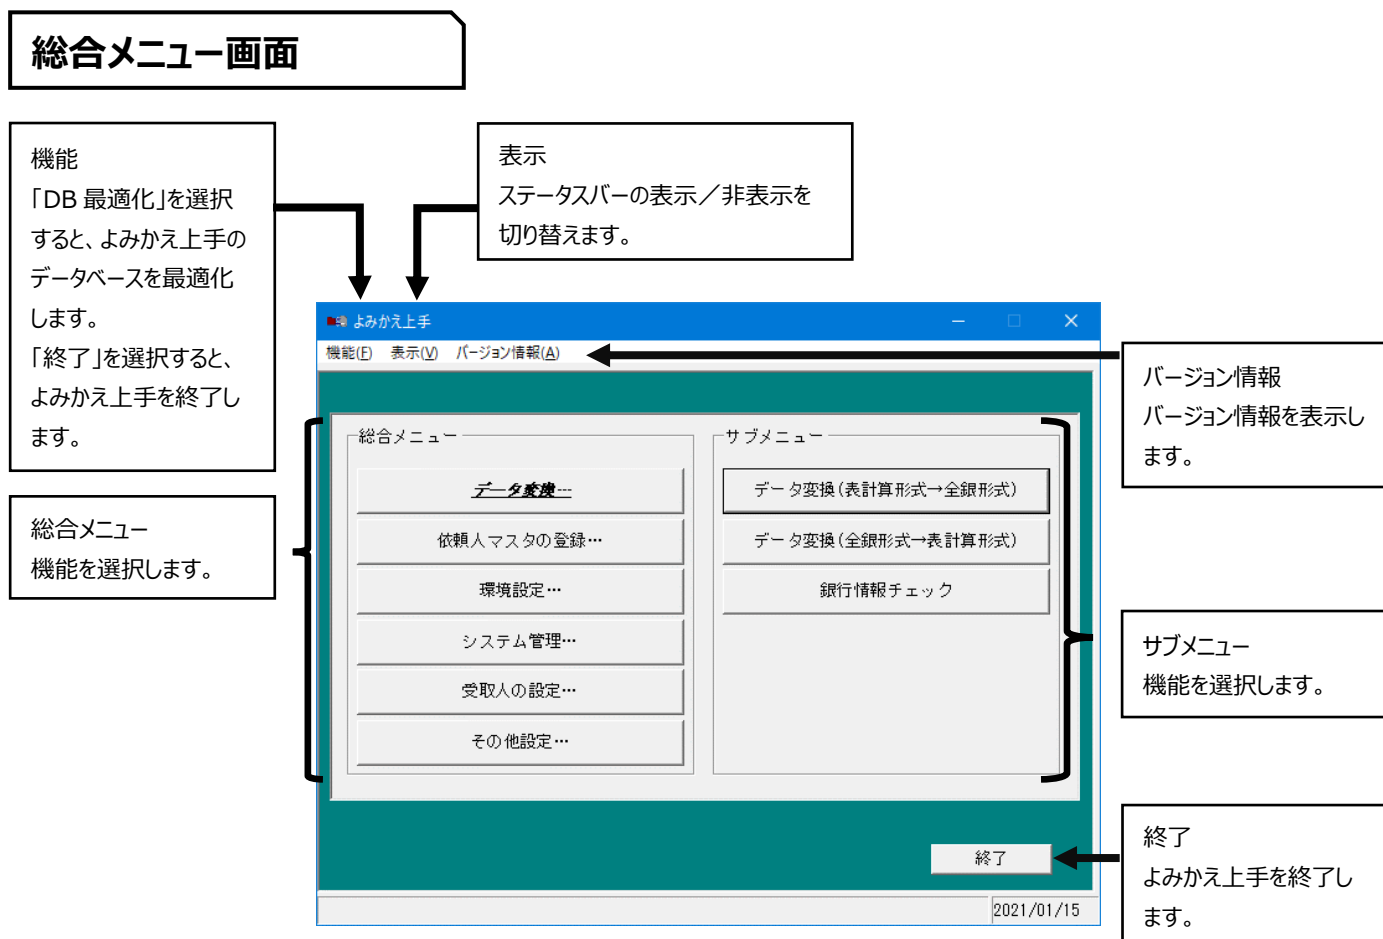 総合メニュー画面
機能
「DB 最適化」を選択
すると、よみかえ上手の
データベースを最適化
します。
「終了」を選択すると、
よみかえ上手を終了し
ます。
表示
ステータスバーの表示／非表示を
切り替えます。
よみかえ上手
機能(F) 表示(V) バージョン情報(A)
バージョン情報
バージョン情報を表示し
ます。
総合メニュー
機能を選択します。
総合メニュー
データ変換…
依頼人マスタの登録…
環境設定…
システム管理…
受取人の設定…
その他設定…
サブメニュー
データ変換(表計算形式→全銀形式)
データ変換(全銀形式→表計算形式)
銀行情報チェック
サブメニュー
機能を選択します。
終了
終了
よみかえ上手を終了し
ます。
2021/01/15